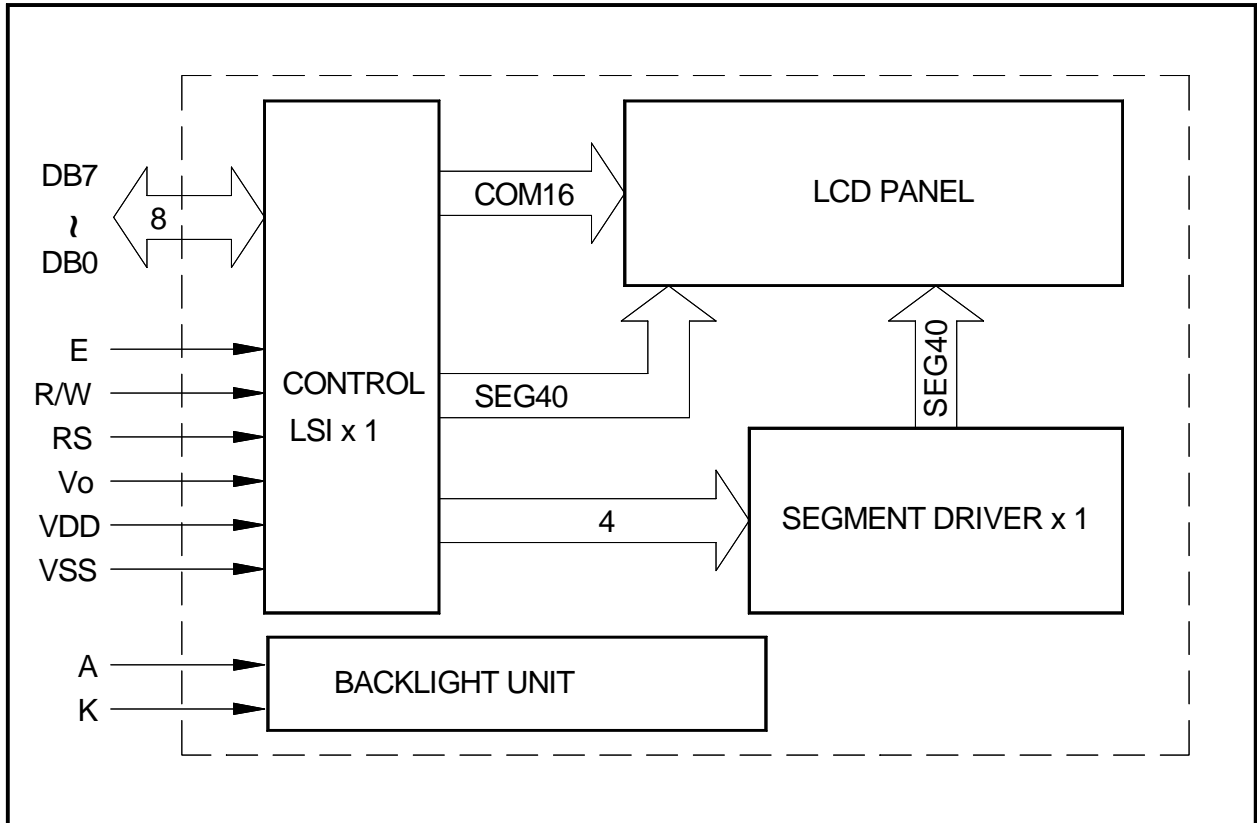 DB7
~
DB0
8
E
R/W
RS
Vo
VDD
VSS
A
K
CONTROL
LSI x 1
COM16
SEG40
4
LCD PANEL
SEG40
SEGMENT DRIVER x 1
BACKLIGHT UNIT